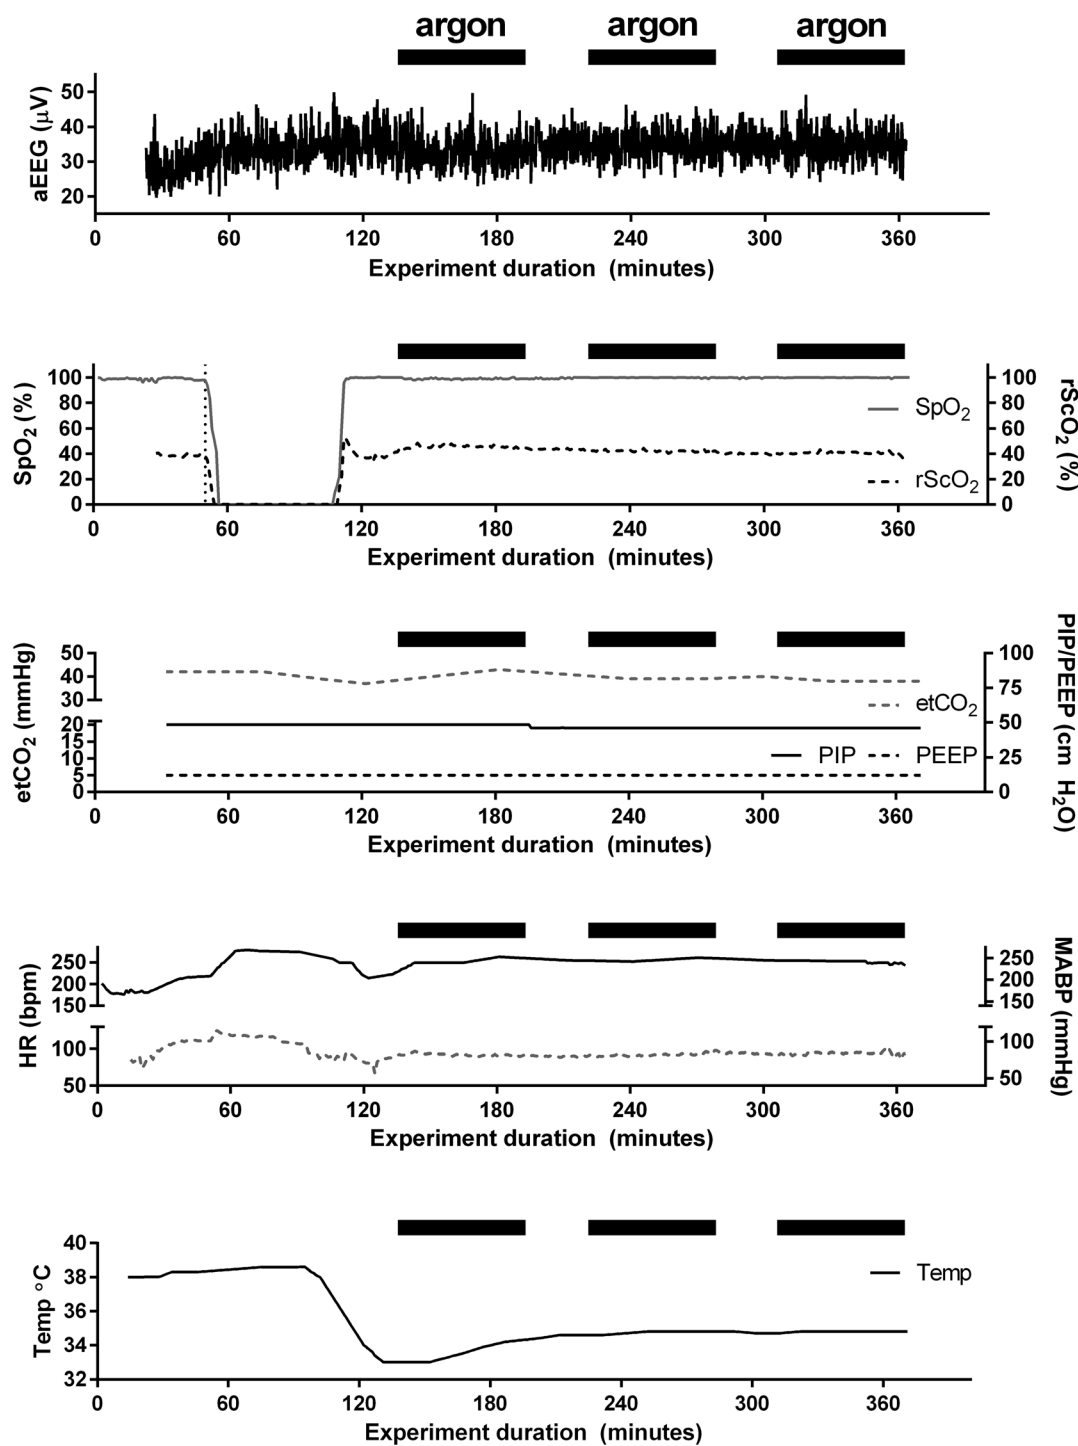 argon argon argon
aEEG (μV)
50
40
30
20
0 60 120 180 240 300 360
Experiment duration (minutes)
SpO2 (%)
100
80
60
40
20
0
SpO2
rScO2
100
80
60
40
20
0
rScO2 (%)
0 60 120 180 240 300 360
Experiment duration (minutes)
etCO2 (mmHg)
50
40
30
20
15
10
5
0
etCO2
PIP PEEP
100
75
50
25
0
PIP/PEEP (cm H2O)
0 60 120 180 240 300 360
Experiment duration (minutes)
HR (bpm)
250
200
150
100
50
250
200
150
100
50
MABP (mmHg)
0 60 120 180 240 300 360
Experiment duration (minutes)
Temp °C
40
38
36
34
32
Temp
0 60 120 180 240 300 360
Experiment duration (minutes)